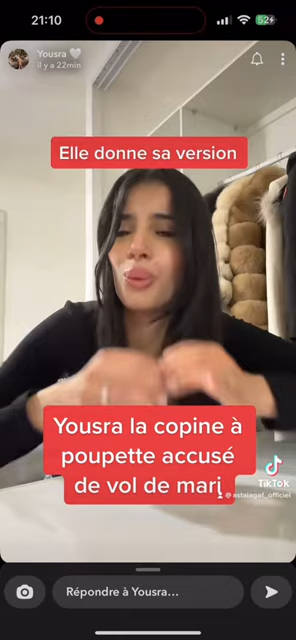 21:10
52
Yousra 🤍
il y a 22min
Elle donne sa version
Yousra la copine à
poupette accusé
de vol de mari
TikTok
@astaiagaf_officiel
Répondre à Yousra...